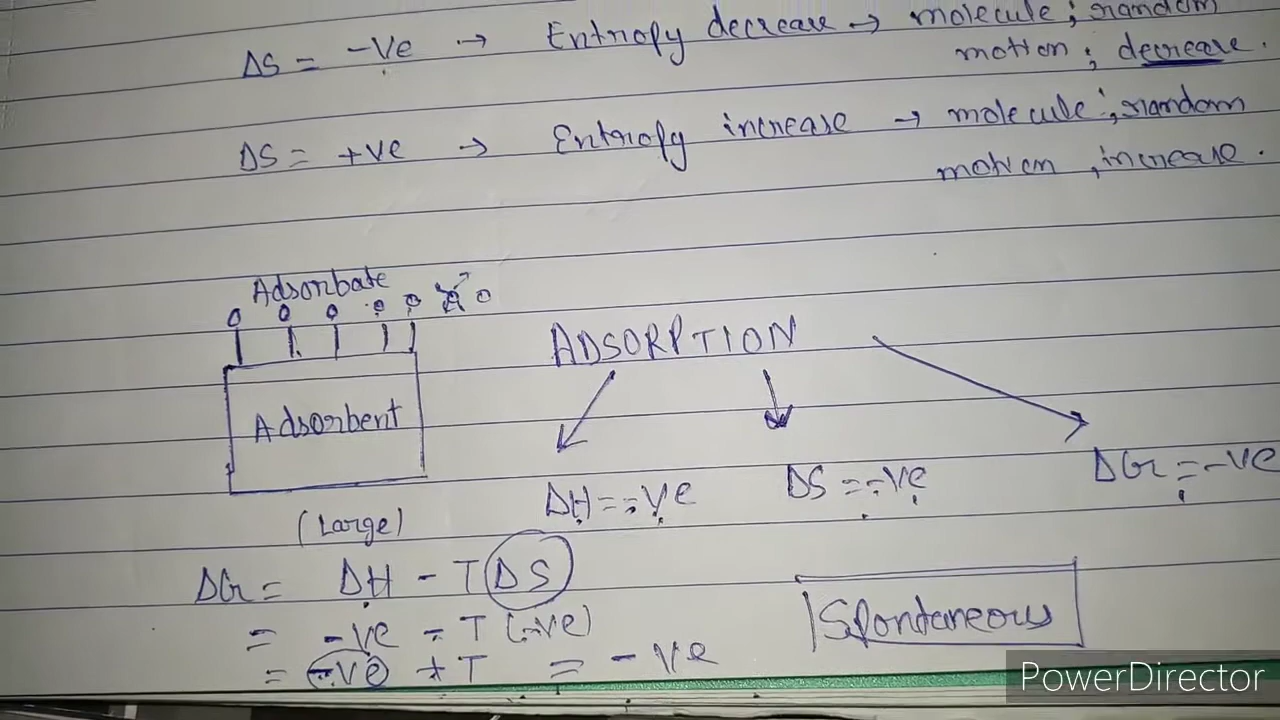 ΔS = -Ve → Entropy decrease → molecule; random
motion; decrease.
ΔS = +ve → Entropy increase → molecule; random
motion, increase.
Adsorbate
ADSORPTION
Adsorbent
ΔH = -ve ΔS = -ve ΔG = -ve
(Large)
ΔG = ΔH - TΔS
= -ve - T(-ve)
= -ve + T = -ve
Spontaneous
PowerDirector